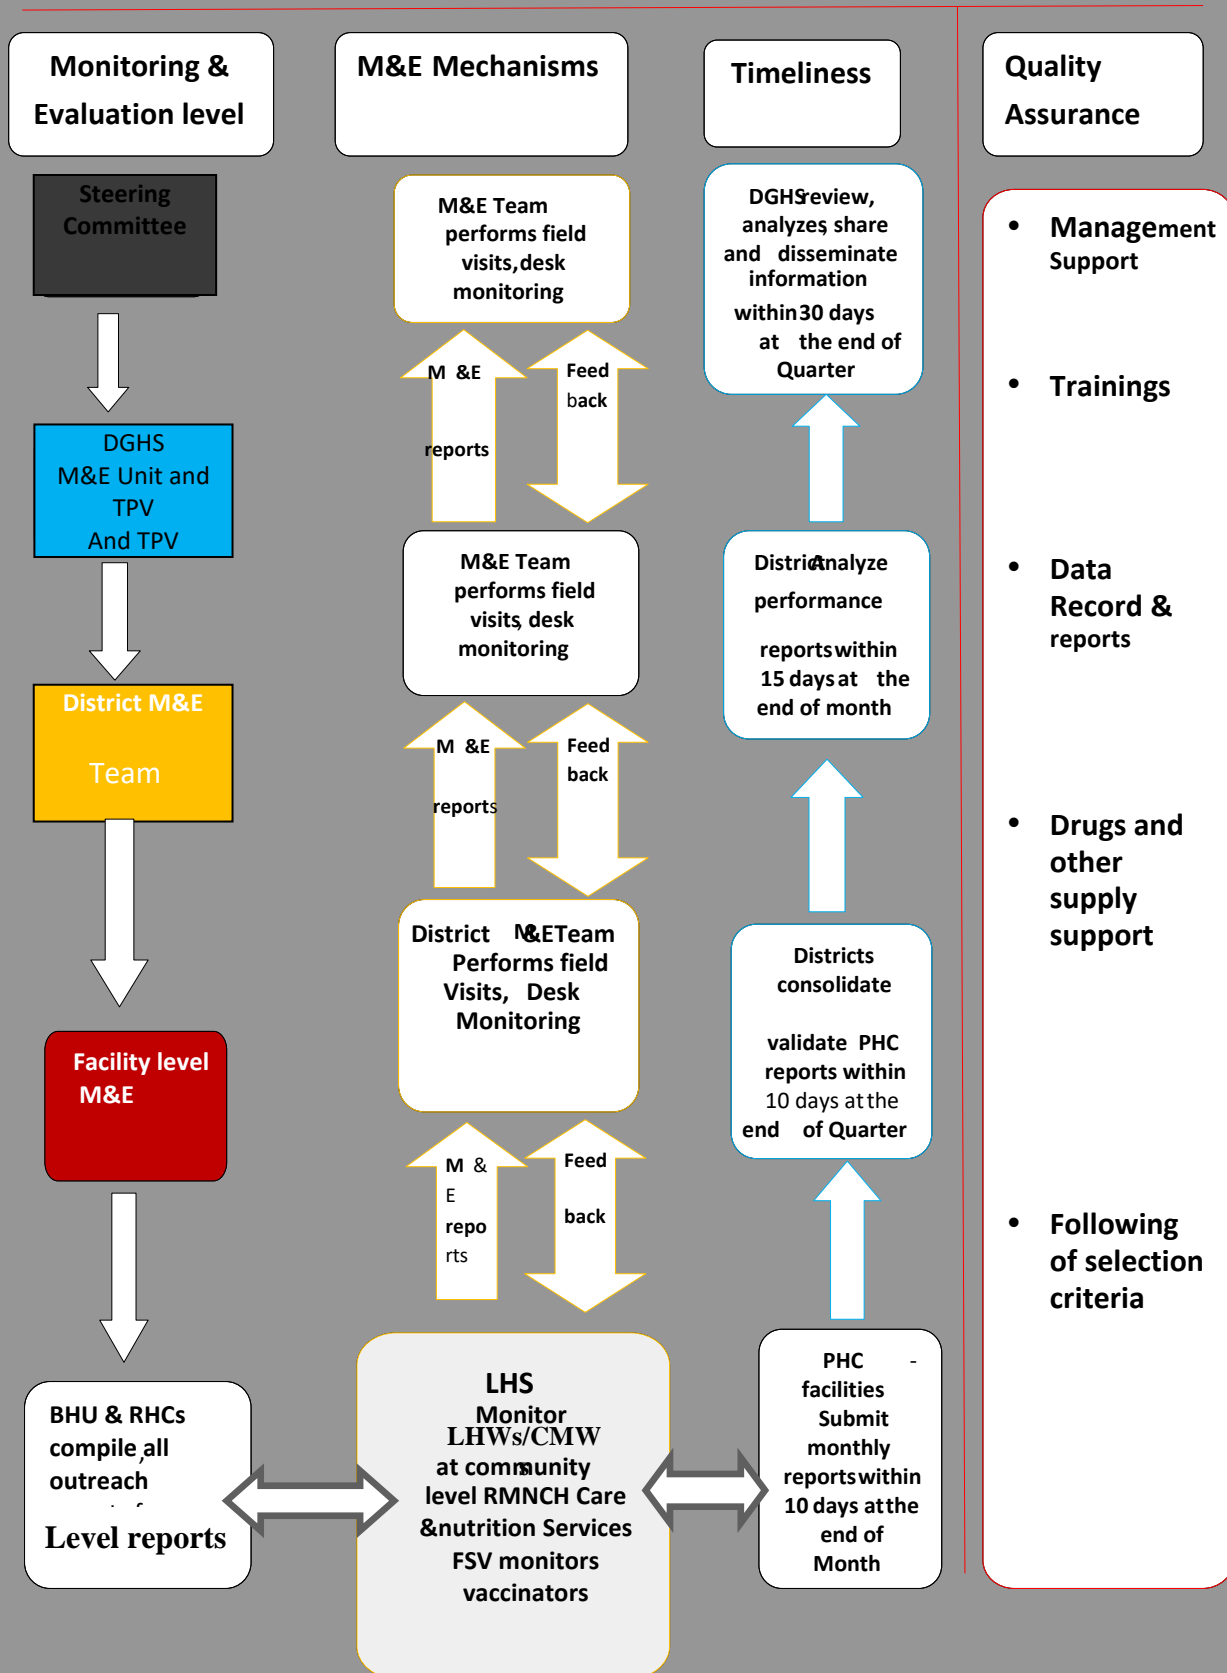 Monitoring &
Evaluation level
Steering
Committee
DGHS
M&E Unit and
TPV
And TPV
District M&E
Team
Facility level
M&E
BHU & RHCs
compile, all
outreach
Level reports
M&E Mechanisms
M&E Team
performs field
visits, desk
monitoring
M &E
reports
Feed
back
M&E Team
performs field
visits, desk
monitoring
M &E
reports
Feed
back
District M&E Team
Performs field
Visits, Desk
Monitoring
M &
E
repo
rts
Feed
back
LHS
Monitor
LHWs/CMW
at community
level RMNCH Care
&nutrition Services
FSV monitors
vaccinators
Timeliness
DGHS review,
analyzes, share
and disseminate
information
within 30 days
at the end of
Quarter
District Analyze
performance
reports within
15 days at the
end of month
Districts
consolidate
validate PHC
reports within
10 days at the
end of Quarter
PHC -
facilities
Submit
monthly
reports within
10 days at the
end of
Month
Quality
Assurance
• Management
Support
• Trainings
• Data
Record &
reports
• Drugs and
other
supply
support
• Following
of selection
criteria